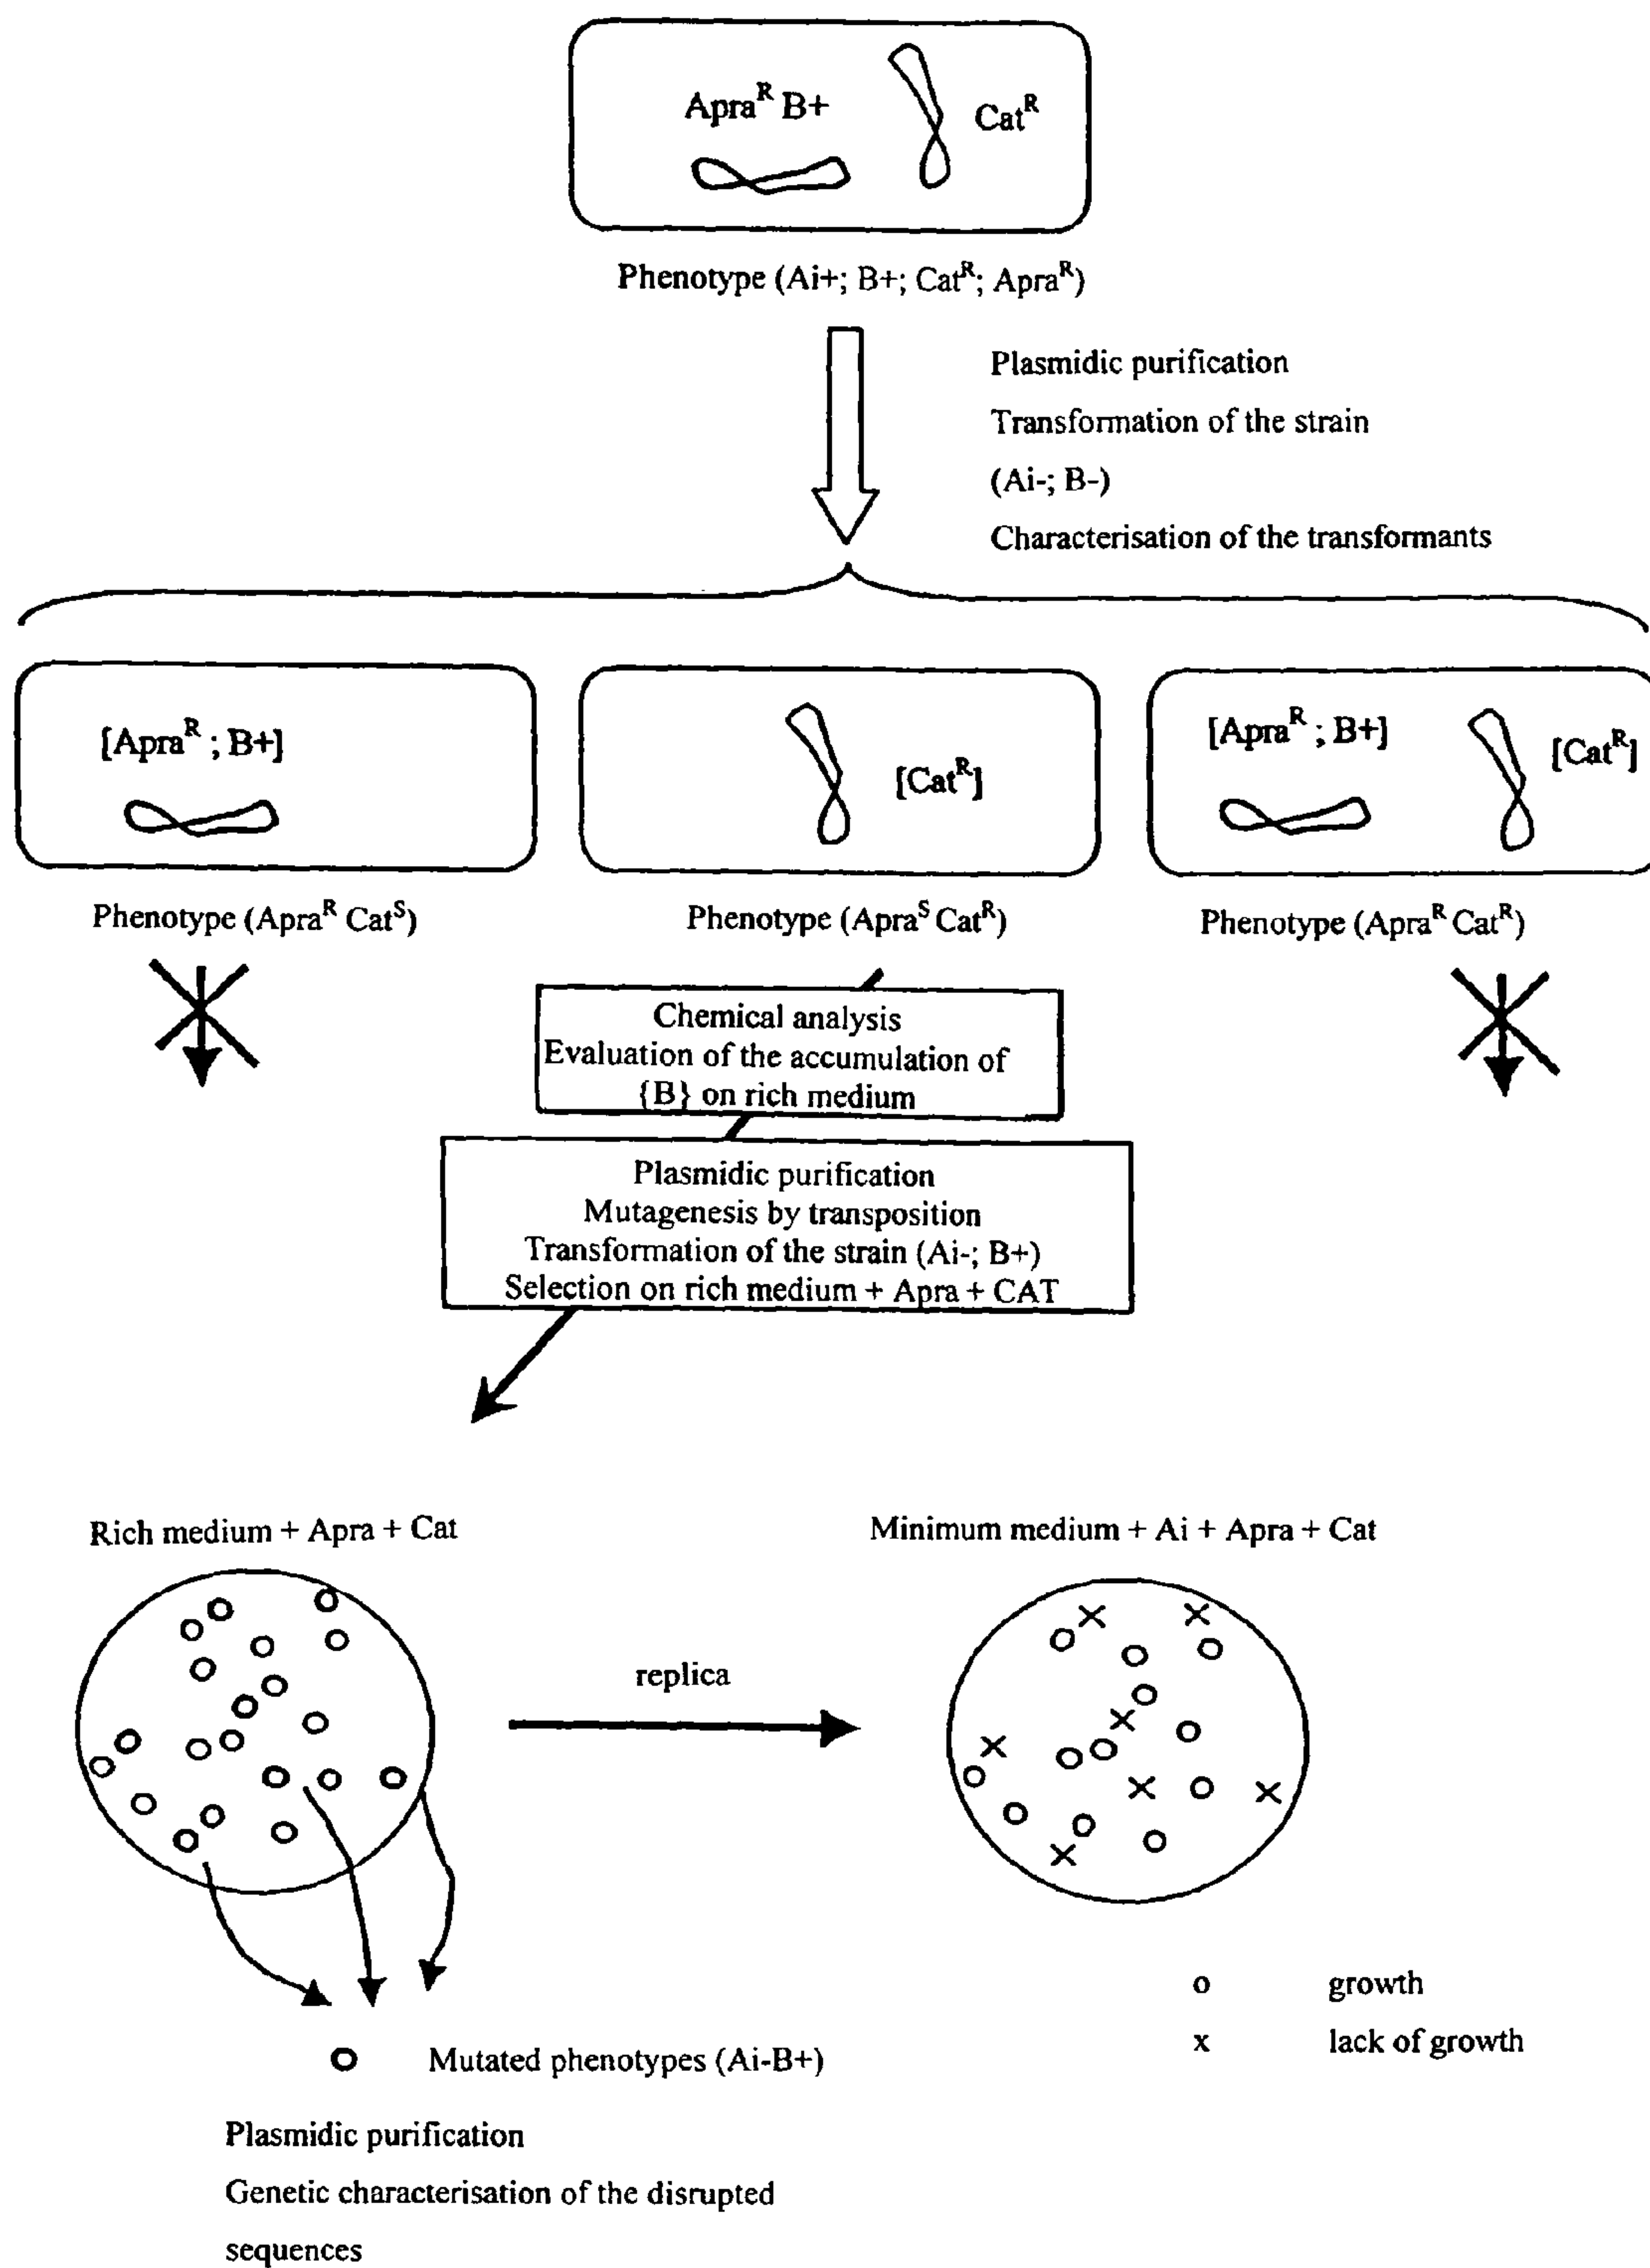 Apra^R B+
Cat^R
Phenotype (Ai+; B+; Cat^R; Apra^R)
Plasmidic purification
Transformation of the strain
(Ai-; B-)
Characterisation of the transformants
[Apra^R ; B+]
[Cat^R]
[Apra^R ; B+]
[Cat^R]
Phenotype (Apra^R Cat^S)
Phenotype (Apra^S Cat^R)
Phenotype (Apra^R Cat^R)
Chemical analysis
Evaluation of the accumulation of
{B} on rich medium
Plasmidic purification
Mutagenesis by transposition
Transformation of the strain (Ai-; B+)
Selection on rich medium + Apra + CAT
Rich medium + Apra + Cat
Minimum medium + Ai + Apra + Cat
replica
o growth
x lack of growth
o Mutated phenotypes (Ai-B+)
Plasmidic purification
Genetic characterisation of the disrupted
sequences